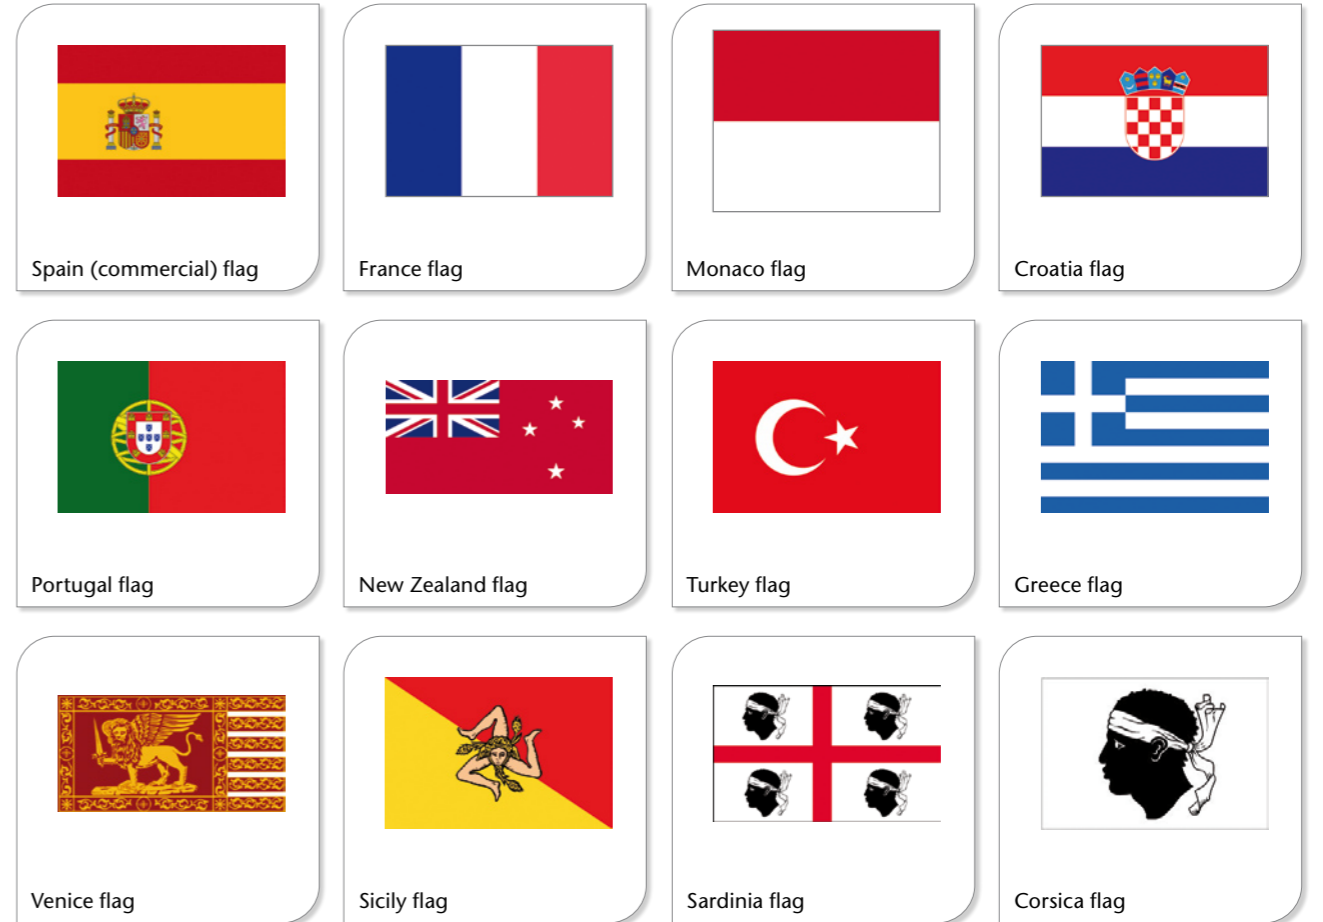 Spain (commercial) flag
France flag
Monaco flag
Croatia flag
Portugal flag
New Zealand flag
Turkey flag
Greece flag
Venice flag
Sicily flag
Sardinia flag
Corsica flag